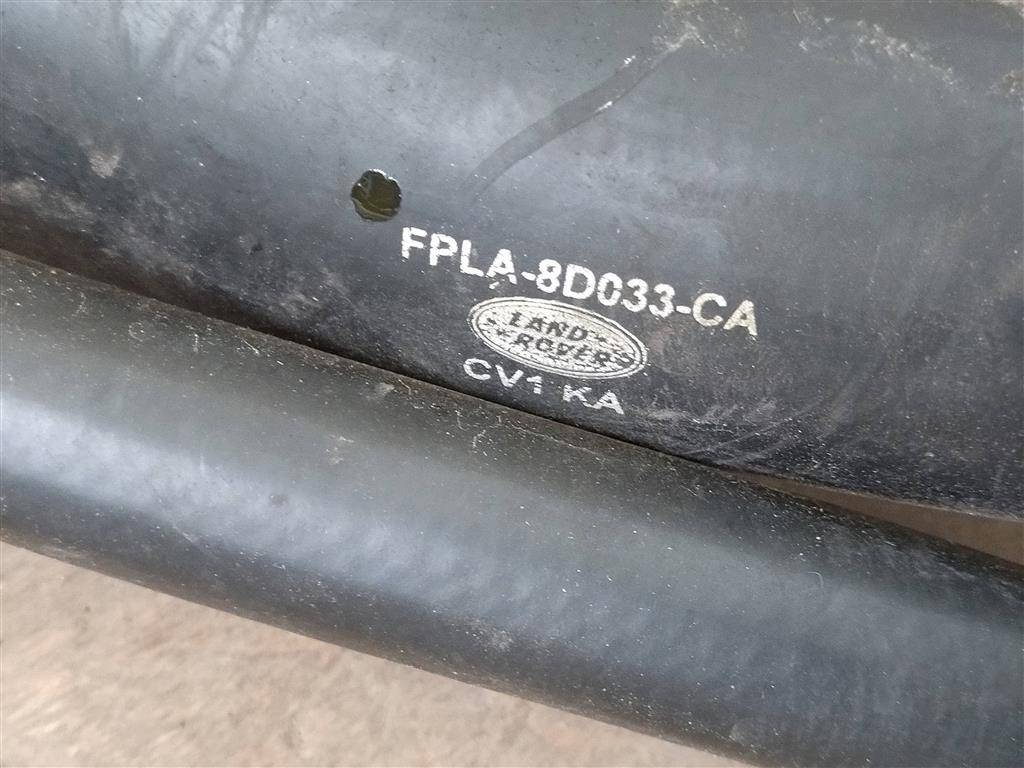 FPLA-8D033-CA
LAND
ROVER
CV1 KA